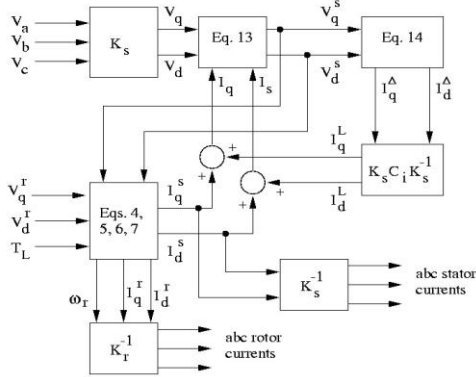 V_a
V_b
V_c
K_s
V_q
V_d
Eq. 13
V_q^s
V_d^s
Eq. 14
I_q
I_s
I_q^Δ
I_d^Δ
+
+
+
+
I_q^L
I_d^L
K_s C_i K_s^-1
V_q^r
V_d^r
T_L
Eqs. 4,
5, 6, 7
I_q^s
I_d^s
ω_r
I_q^r
I_d^r
K_s^-1
abc stator
currents
K_r^-1
abc rotor
currents